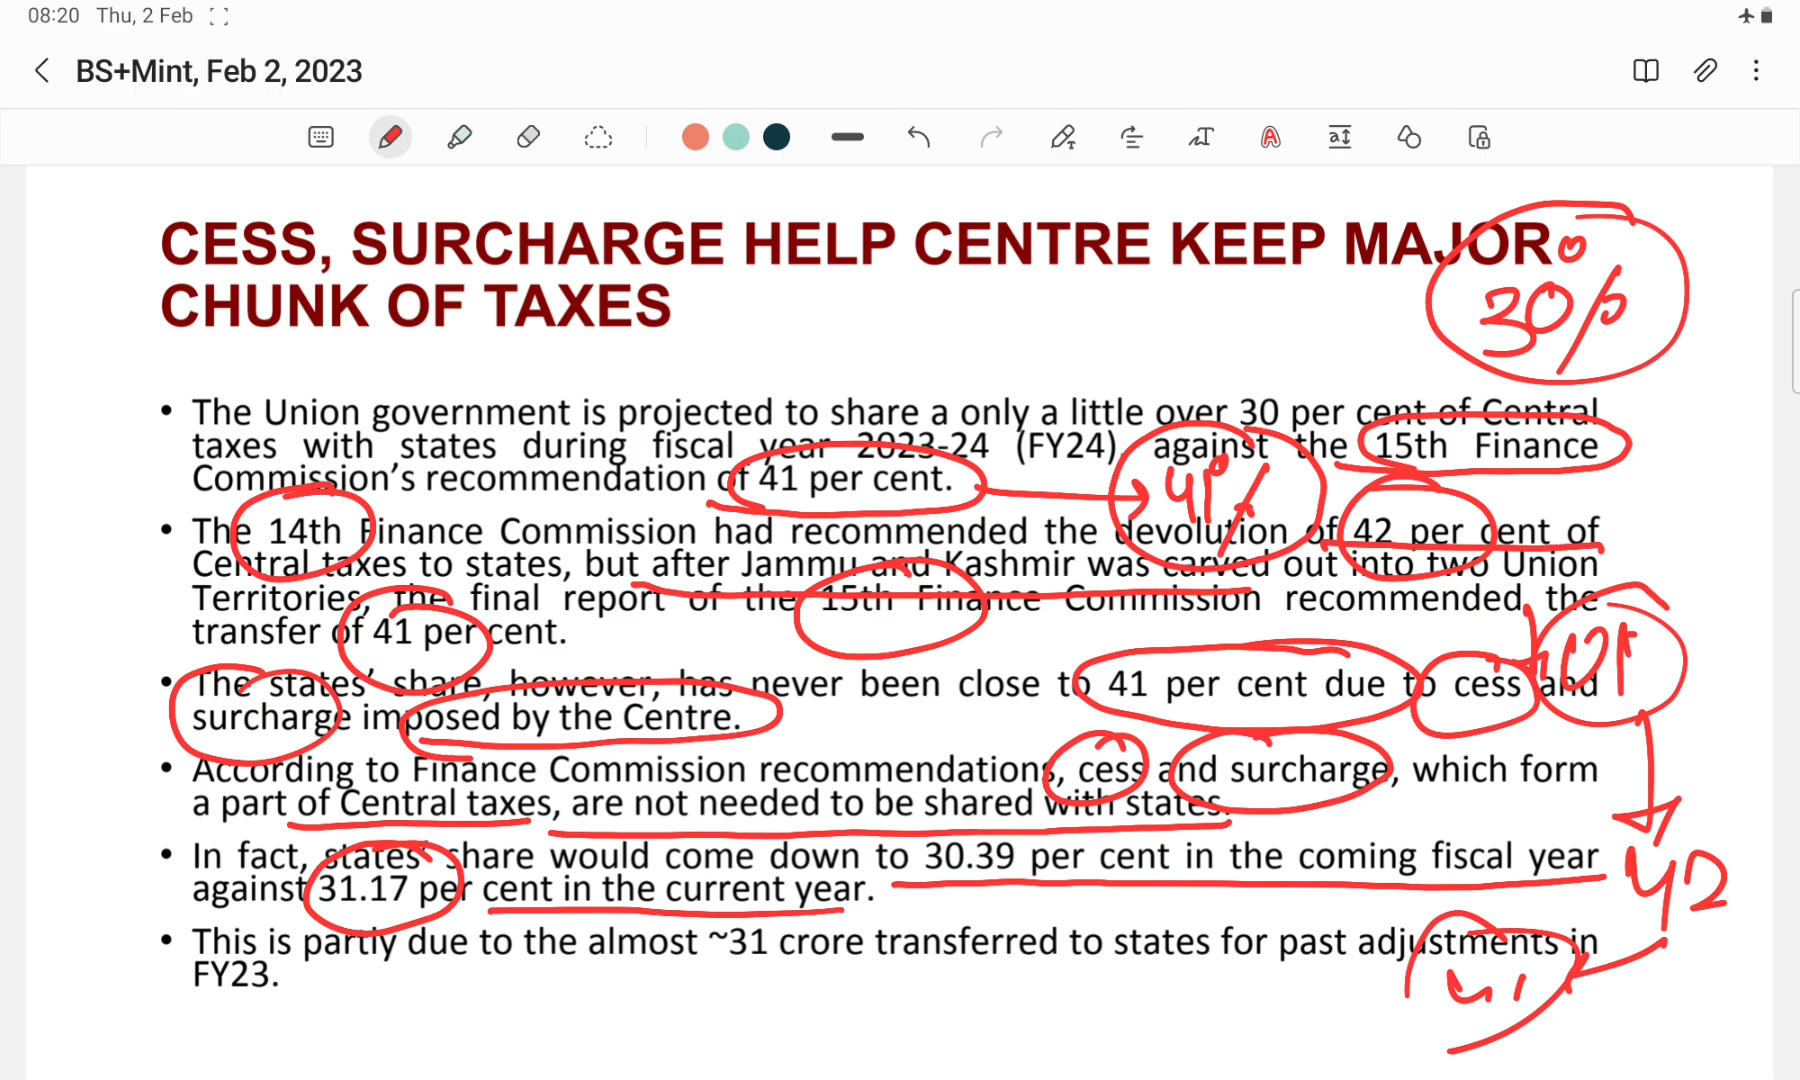 08:20 Thu, 2 Feb
BS+Mint, Feb 2, 2023
CESS, SURCHARGE HELP CENTRE KEEP MAJOR
CHUNK OF TAXES
30%
• The Union government is projected to share a only a little over 30 per cent of Central
taxes with states during fiscal year 2023-24 (FY24), against the 15th Finance
Commission’s recommendation of 41 per cent.
41%
• The 14th Finance Commission had recommended the devolution of 42 per cent of
Central taxes to states, but after Jammu and Kashmir was carved out into two Union
Territories, the final report of the 15th Finance Commission recommended the
transfer of 41 per cent.
• The states’ share, however, has never been close to 41 per cent due to cess and
surcharge imposed by the Centre.
• According to Finance Commission recommendations, cess and surcharge, which form
a part of Central taxes, are not needed to be shared with states.
• In fact, states’ share would come down to 30.39 per cent in the coming fiscal year
against 31.17 per cent in the current year.
42
• This is partly due to the almost ~31 crore transferred to states for past adjustments in
FY23.
41